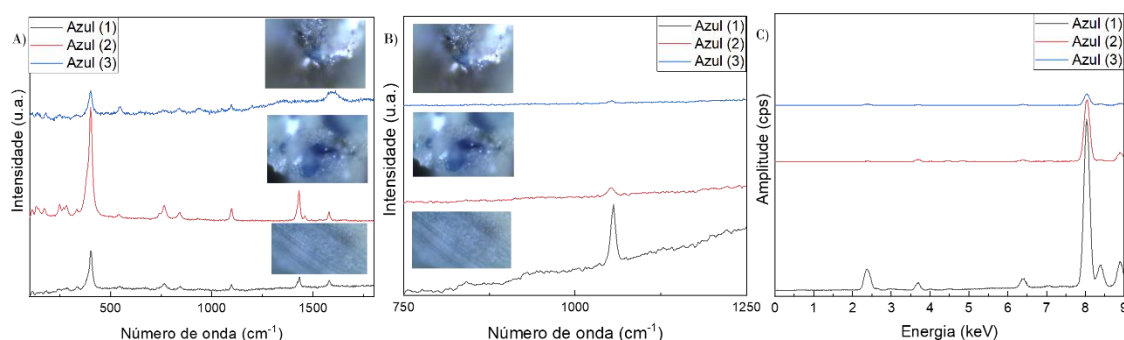 A)
Azul (1)
Azul (2)
Azul (3)
Intensidade (u.a.)
500
1000
1500
Número de onda (cm⁻¹)
B)
Azul (1)
Azul (2)
Azul (3)
Intensidade (u.a.)
750
1000
1250
Número de onda (cm⁻¹)
C)
Azul (1)
Azul (2)
Azul (3)
Amplitude (cps)
0 1 2 3 4 5 6 7 8 9
Energia (keV)